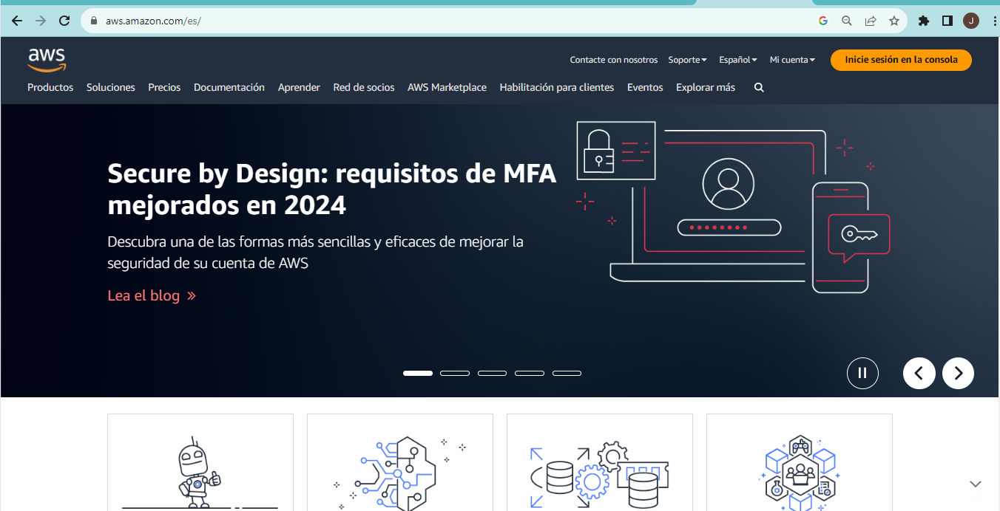 aws.amazon.com/es/
J
aws
Contacte con nosotros Soporte Español Mi cuenta Inicie sesión en la consola
Productos Soluciones Precios Documentación Aprender Red de socios AWS Marketplace Habilitación para clientes Eventos Explorar más
Secure by Design: requisitos de MFA
mejorados en 2024
Descubra una de las formas más sencillas y eficaces de mejorar la
seguridad de su cuenta de AWS
Lea el blog »